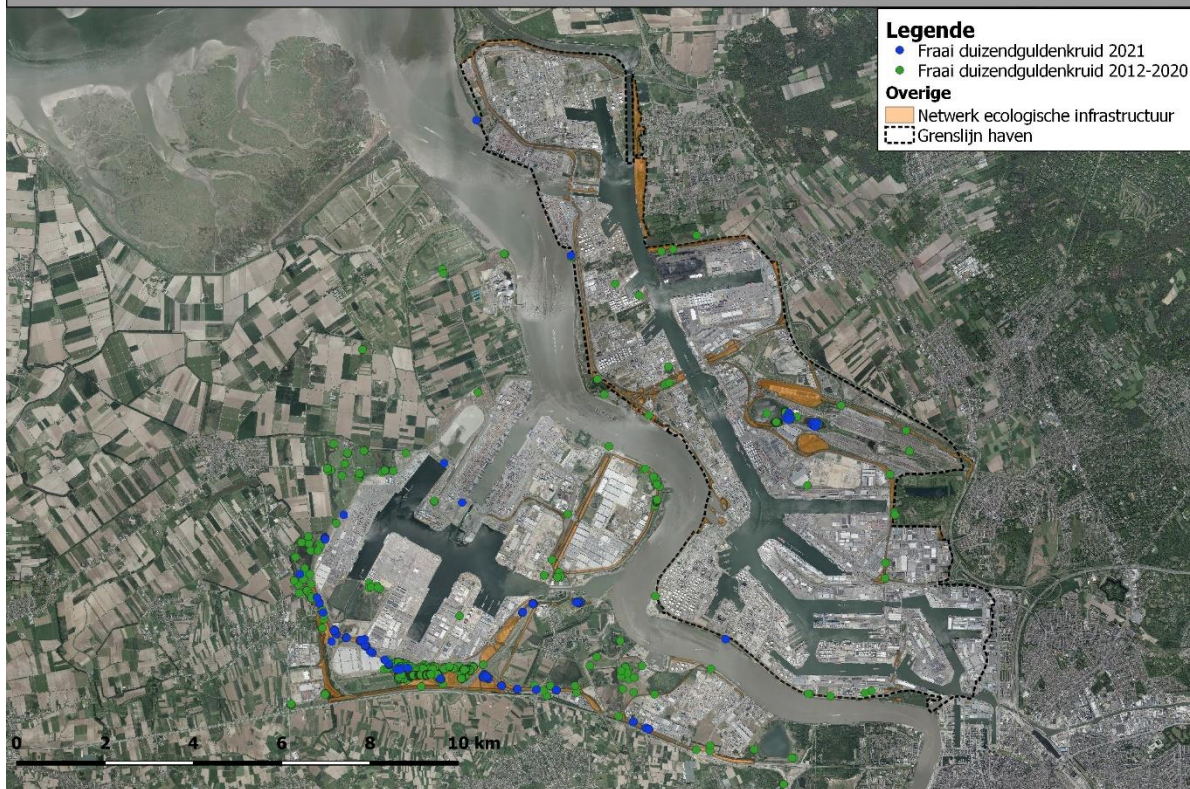 Legende
Fraai duizendguldenkruid 2021
Fraai duizendguldenkruid 2012-2020
Overige
Netwerk ecologische infrastructuur
Grenslijn haven
0 2 4 6 8 10 km